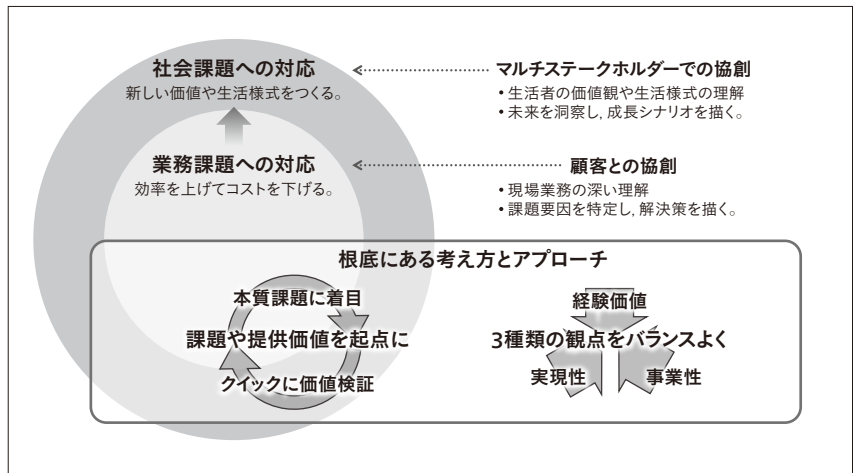 社会課題への対応
新しい価値や生活様式をつくる。
マルチステークホルダーでの協創
• 生活者の価値観や生活様式の理解
• 未来を洞察し, 成長シナリオを描く。
業務課題への対応
効率を上げてコストを下げる。
顧客との協創
• 現場業務の深い理解
• 課題要因を特定し, 解決策を描く。
根底にある考え方とアプローチ
本質課題に着目
課題や提供価値を起点に
クイックに価値検証
経験価値
3種類の観点をバランスよく
実現性
事業性